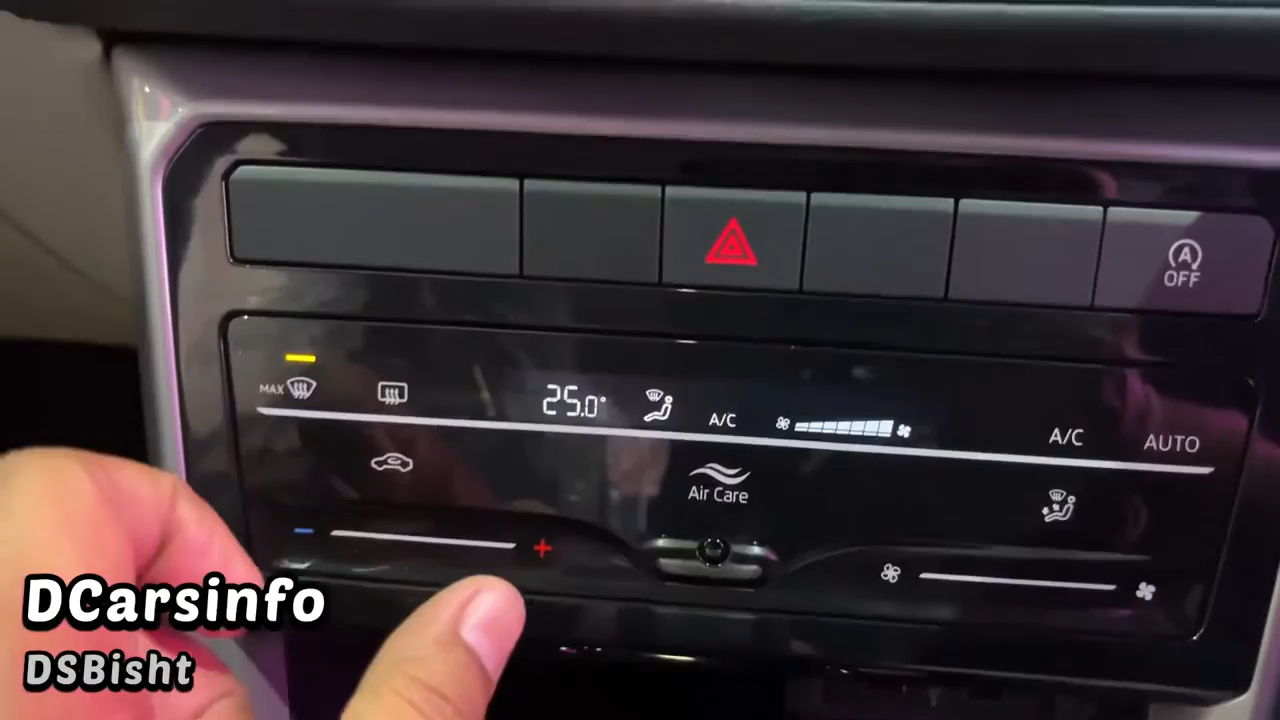 A
OFF
MAX
25.0°
A/C
A/C
AUTO
Air Care
DCarsinfo
DSBisht